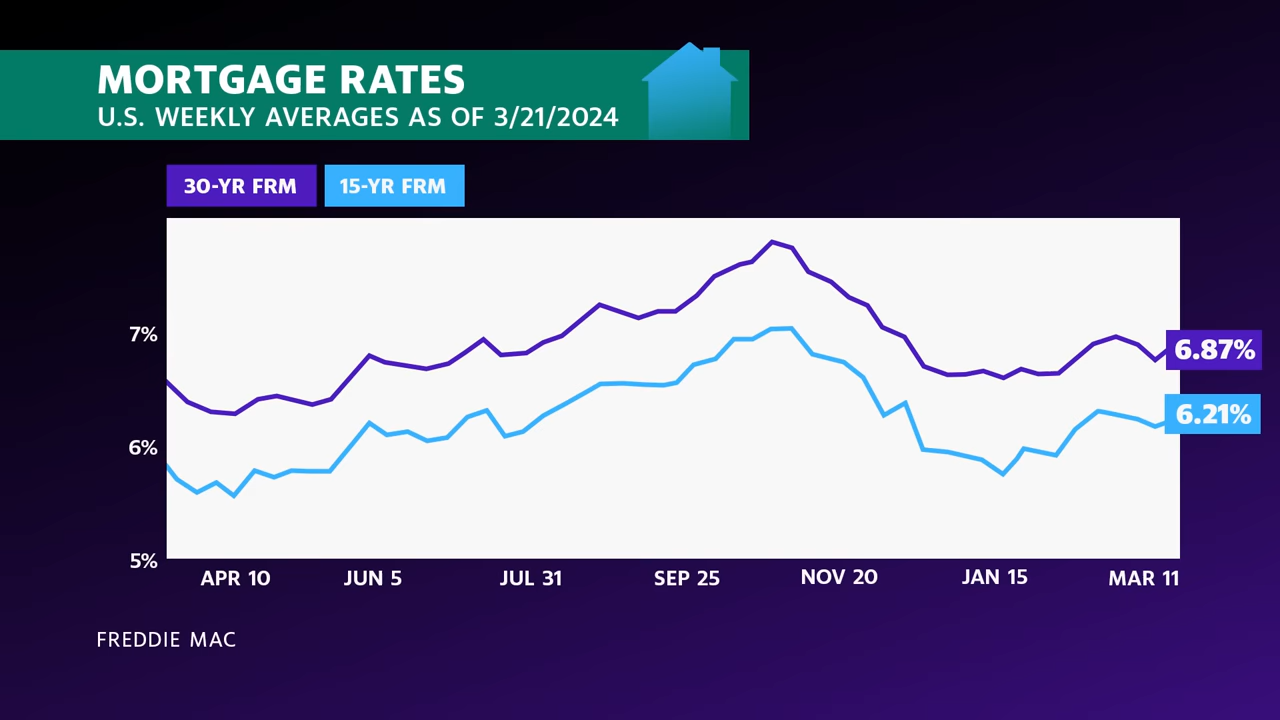 MORTGAGE RATES
U.S. WEEKLY AVERAGES AS OF 3/21/2024
30-YR FRM
15-YR FRM
7%
6%
5%
6.87%
6.21%
APR 10
JUN 5
JUL 31
SEP 25
NOV 20
JAN 15
MAR 11
FREDDIE MAC